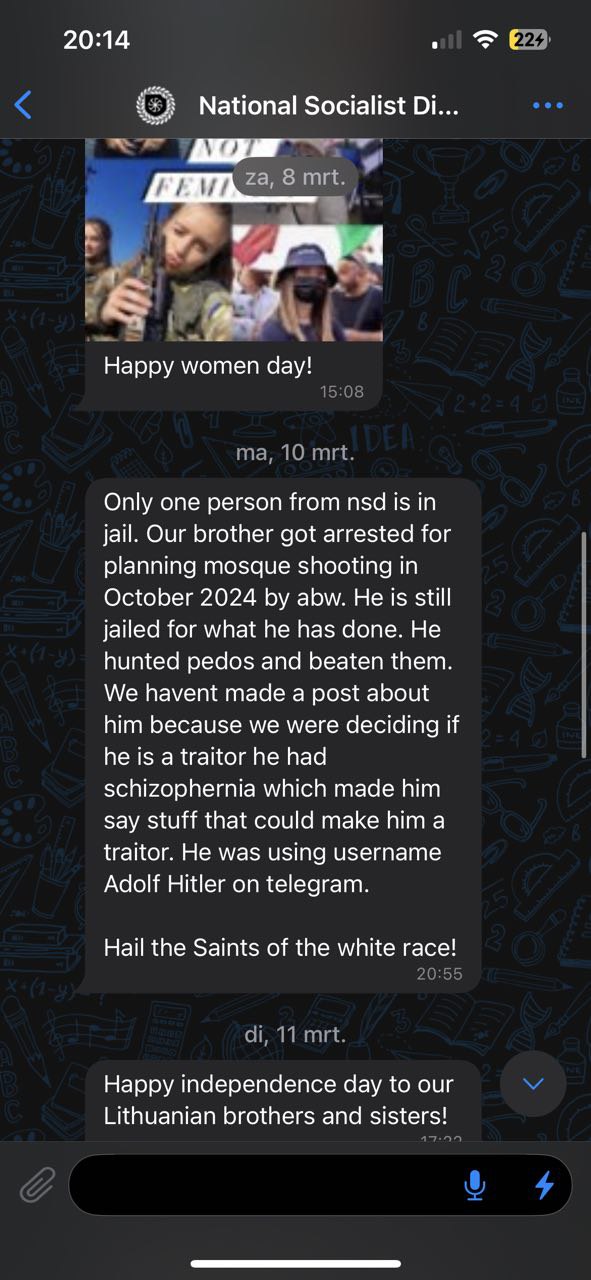 20:14
22
National Socialist Di...
NOT
za, 8 mrt.
Happy women day!
15:08
ma, 10 mrt.
Only one person from nsd is in
jail. Our brother got arrested for
planning mosque shooting in
October 2024 by abw. He is still
jailed for what he has done. He
hunted pedos and beaten them.
We havent made a post about
him because we were deciding if
he is a traitor he had
schizophernia which made him
say stuff that could make him a
traitor. He was using username
Adolf Hitler on telegram.
Hail the Saints of the white race!
20:55
di, 11 mrt.
Happy independence day to our
Lithuanian brothers and sisters!